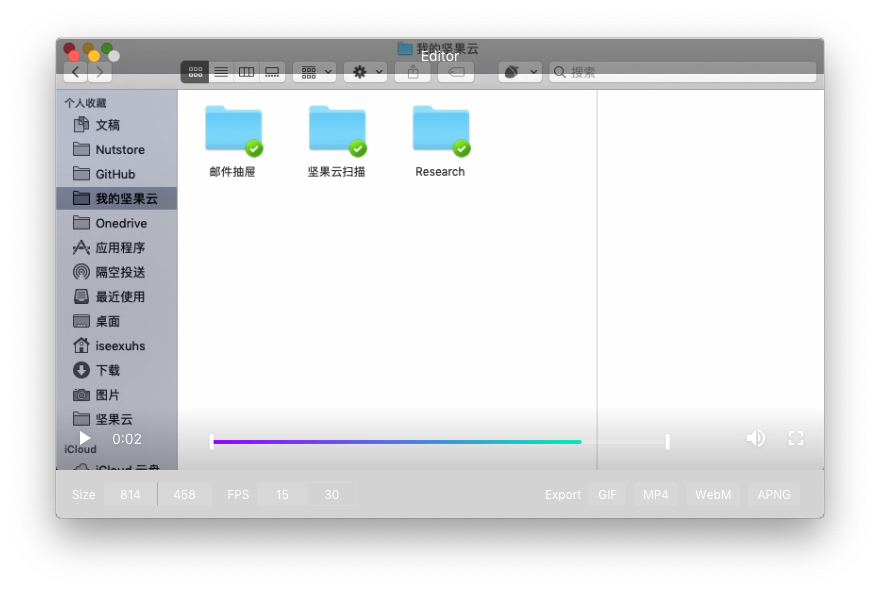 我的坚果云
Editor
搜索
个人收藏
文稿
Nutstore
GitHub
我的坚果云
Onedrive
应用程序
隔空投送
最近使用
桌面
iseexuhs
下载
图片
坚果云
iCloud
iCloud 云盘
邮件抽屉
坚果云扫描
Research
0:02
Size 814 458 FPS 15 30 Export GIF MP4 WebM APNG